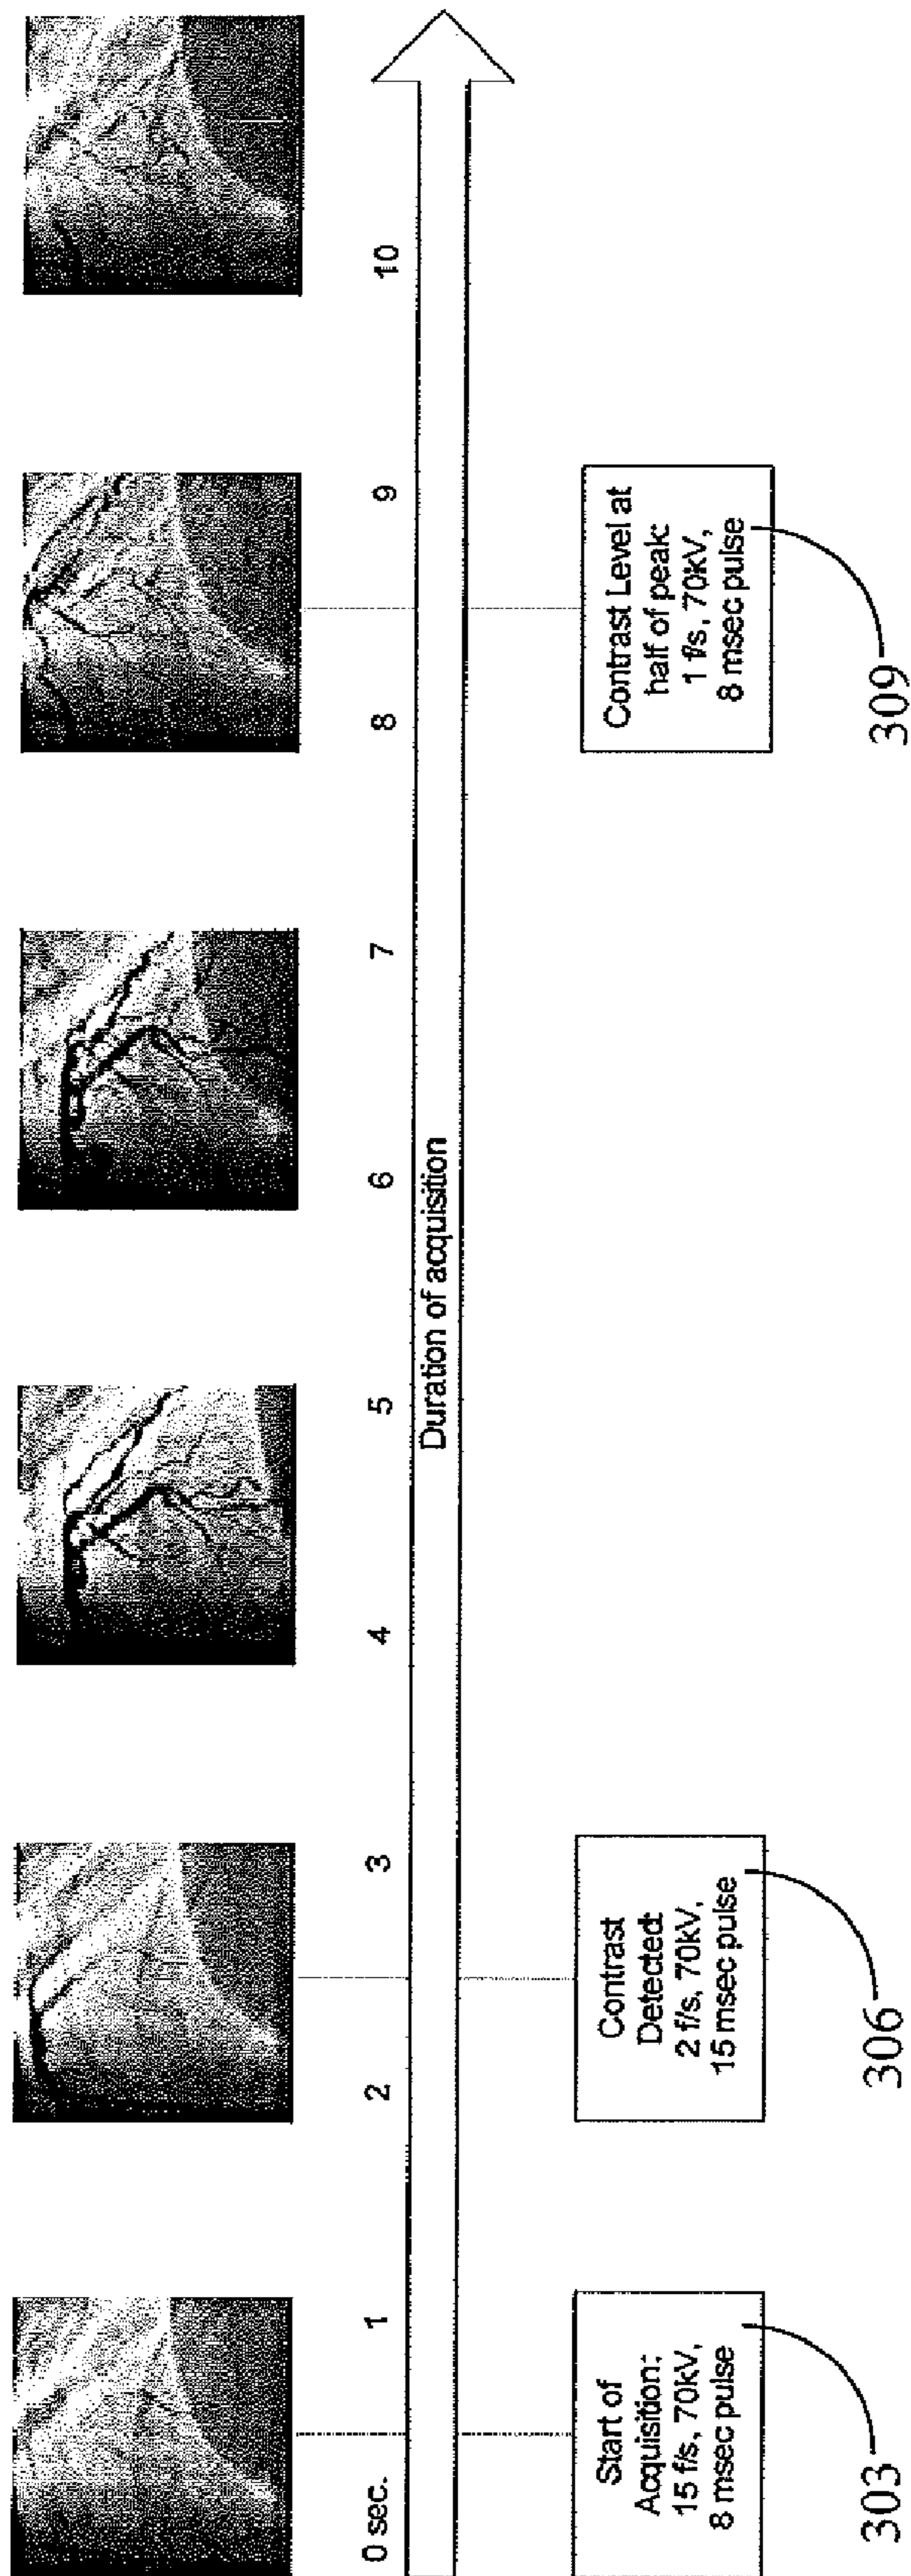 0 sec.
1
2
3
4
5
6
7
8
9
10
Duration of acquisition
Start of
Acquisition:
15 f/s, 70kV,
8 msec pulse
303
Contrast
Detected:
2 f/s, 70kV,
15 msec pulse
306
Contrast Level at
half of peak:
1 f/s, 70kV,
8 msec pulse
309